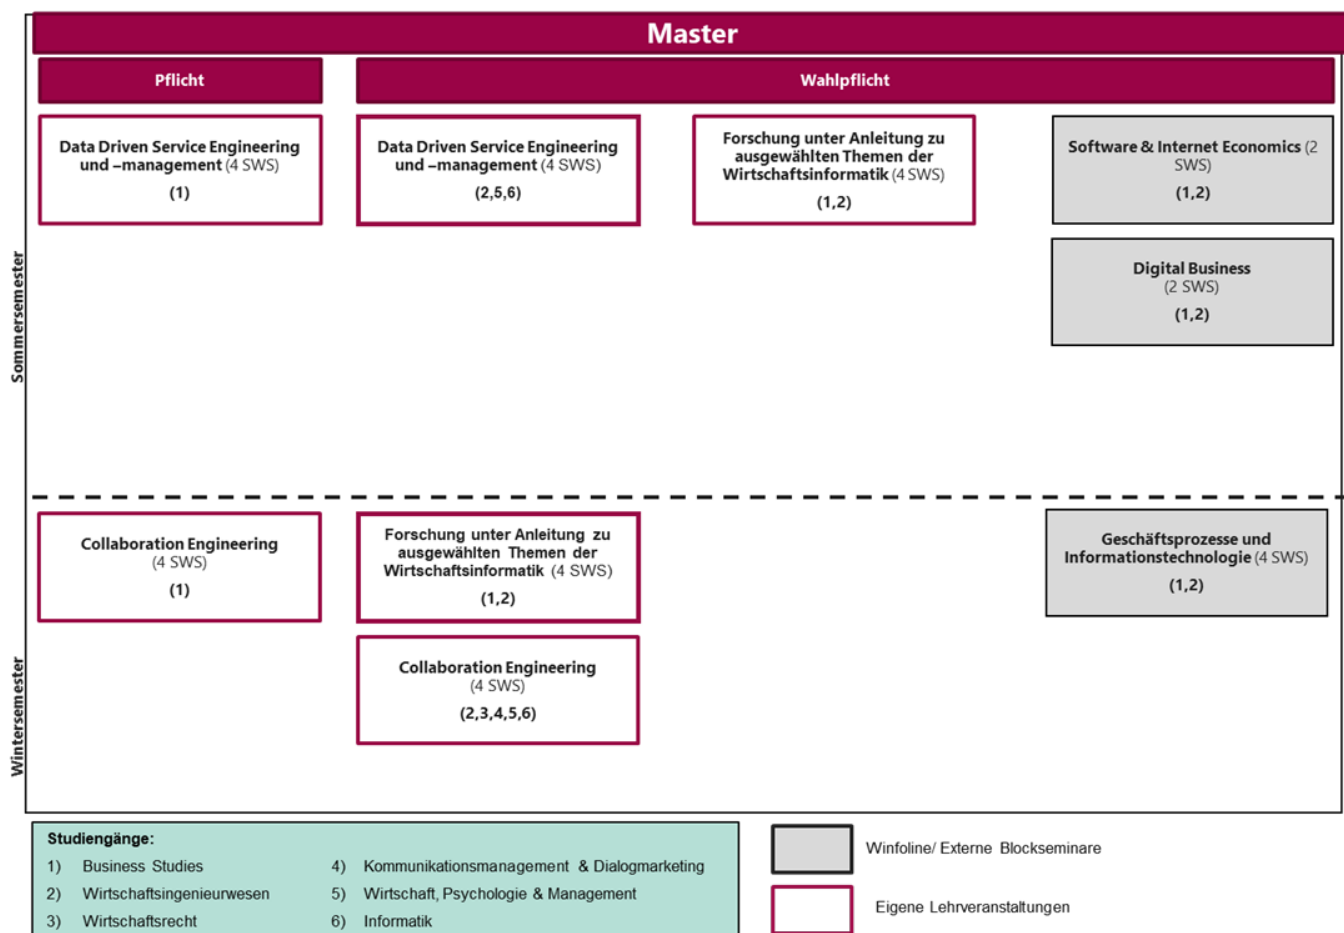 Master
Pflicht
Wahlpflicht
Sommersemester
Data Driven Service Engineering
und –management (4 SWS)
(1)
Data Driven Service Engineering
und –management (4 SWS)
(2,5,6)
Forschung unter Anleitung zu
ausgewählten Themen der
Wirtschaftsinformatik (4 SWS)
(1,2)
Software & Internet Economics (2
SWS)
(1,2)
Digital Business
(2 SWS)
(1,2)
Wintersemester
Collaboration Engineering
(4 SWS)
(1)
Forschung unter Anleitung zu
ausgewählten Themen der
Wirtschaftsinformatik (4 SWS)
(1,2)
Collaboration Engineering
(4 SWS)
(2,3,4,5,6)
Geschäftsprozesse und
Informationstechnologie (4 SWS)
(1,2)
Studiengänge:
1) Business Studies
2) Wirtschaftsingenieurwesen
3) Wirtschaftsrecht
4) Kommunikationsmanagement & Dialogmarketing
5) Wirtschaft, Psychologie & Management
6) Informatik
Winfoline/ Externe Blockseminare
Eigene Lehrveranstaltungen